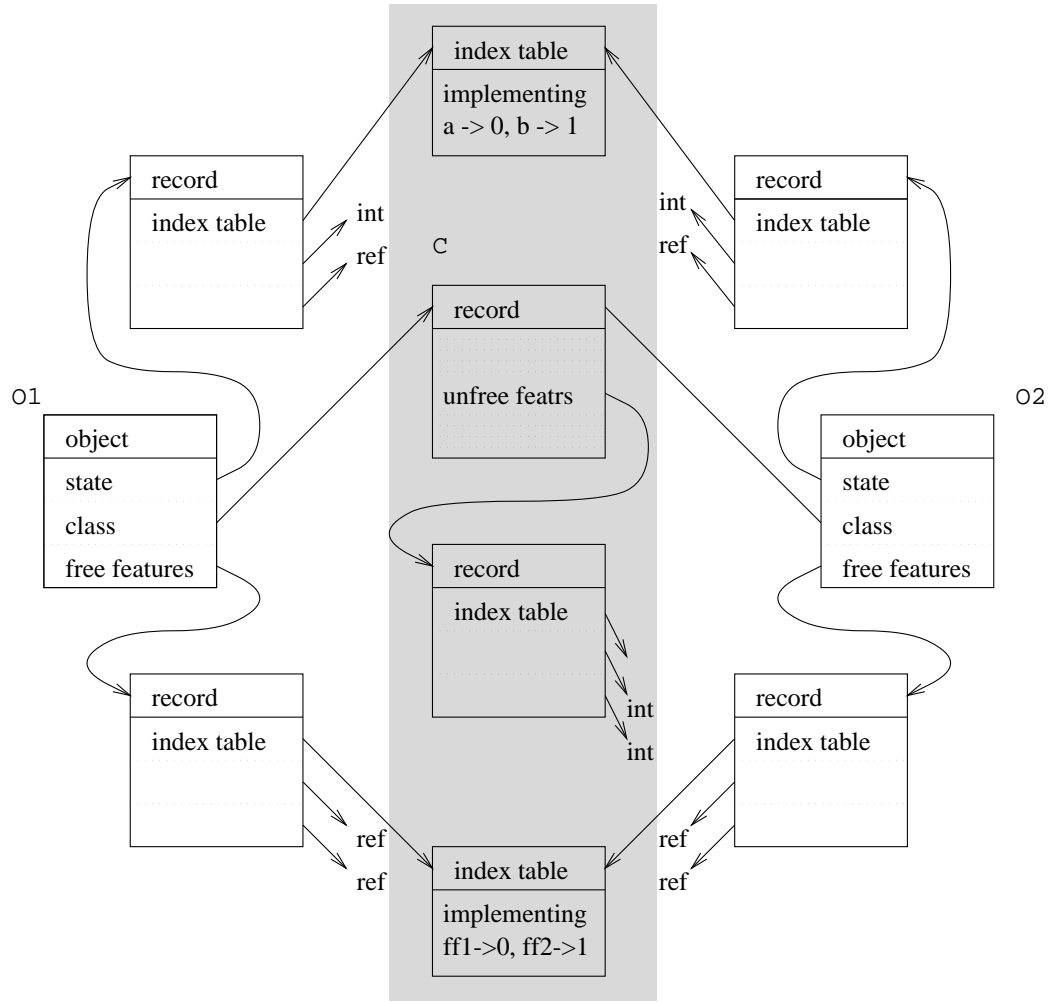 index table
implementing
a -> 0, b -> 1
record
index table
int
ref
record
index table
int
ref
C
record
unfree featrs
O1
object
state
class
free features
O2
object
state
class
free features
record
index table
int
int
record
index table
ref
ref
record
index table
ref
ref
index table
implementing
ff1->0, ff2->1